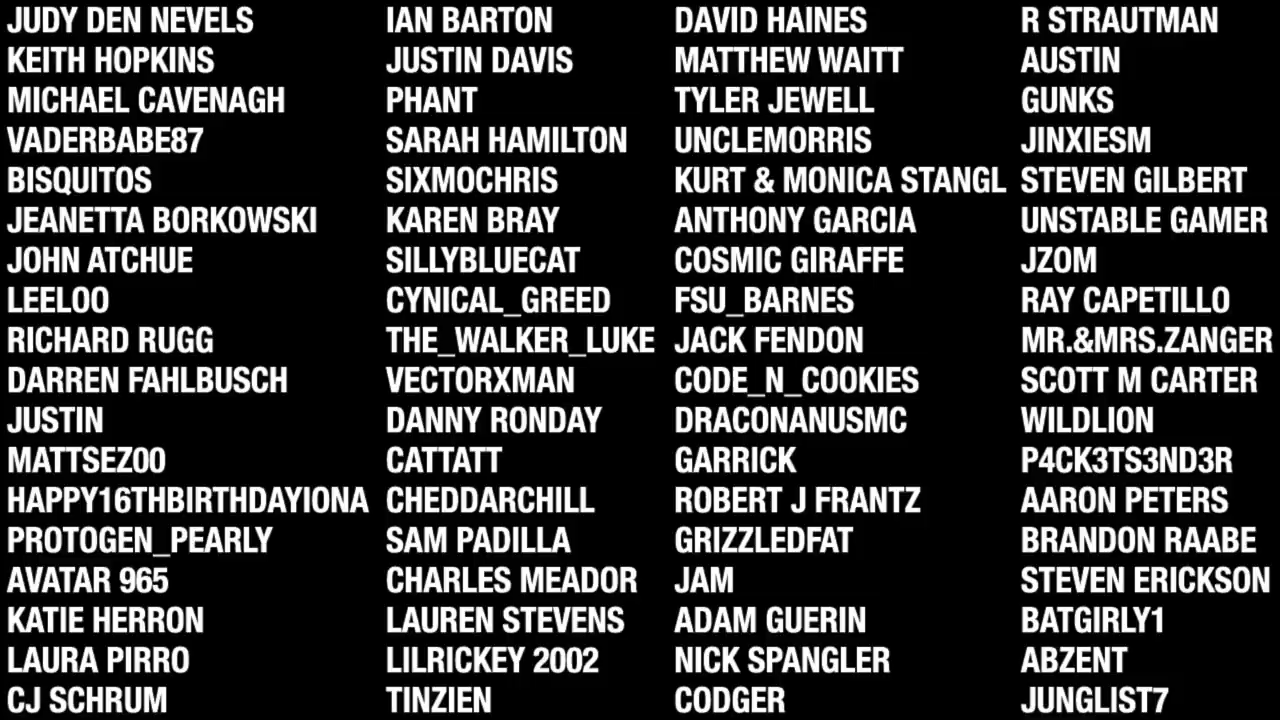 JUDY DEN NEVELS
KEITH HOPKINS
MICHAEL CAVENAGH
VADERBABE87
BISQUITOS
JEANETTA BORKOWSKI
JOHN ATCHUE
LEELOO
RICHARD RUGG
DARREN FAHLBUSCH
JUSTIN
MATTSEZ00
HAPPY16THBIRTHDAYIONA
PROTOGEN_PEARLY
AVATAR 965
KATIE HERRON
LAURA PIRRO
CJ SCHRUM
IAN BARTON
JUSTIN DAVIS
PHANT
SARAH HAMILTON
SIXMOCHRIS
KAREN BRAY
SILLYBLUECAT
CYNICAL_GREED
THE_WALKER_LUKE
VECTORXMAN
DANNY RONDAY
CATTATT
CHEDDARCHILL
SAM PADILLA
CHARLES MEADOR
LAUREN STEVENS
LILRICKEY 2002
TINZIEN
DAVID HAINES
MATTHEW WAITT
TYLER JEWELL
UNCLEMORRIS
KURT & MONICA STANGL
ANTHONY GARCIA
COSMIC GIRAFFE
FSU_BARNES
JACK FENDON
CODE_N_COOKIES
DRACONANUSMC
GARRICK
ROBERT J FRANTZ
GRIZZLEDFAT
JAM
ADAM GUERIN
NICK SPANGLER
CODGER
R STRAUTMAN
AUSTIN
GUNKS
JINXIESM
STEVEN GILBERT
UNSTABLE GAMER
JZOM
RAY CAPETILLO
MR.&MRS.ZANGER
SCOTT M CARTER
WILDLION
P4CK3TS3ND3R
AARON PETERS
BRANDON RAABE
STEVEN ERICKSON
BATGIRLY1
ABZENT
JUNGLIST7